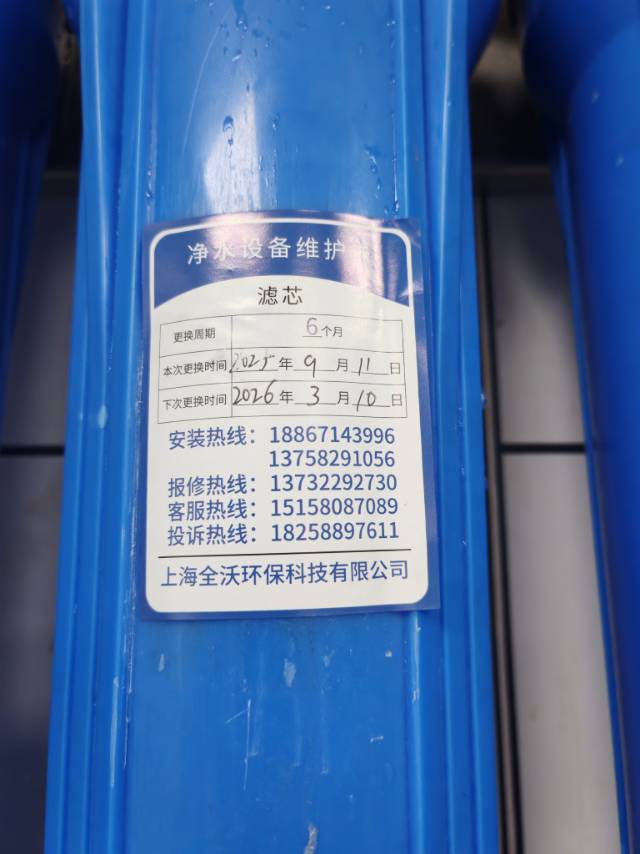 净水设备维护
滤芯
更换周期 6个月
本次更换时间 2025年 9 月 11 日
下次更换时间 2026年 3 月 10 日
安装热线：18867143996
13758291056
报修热线：13732292730
客服热线：15158087089
投诉热线：18258897611
上海全沃环保科技有限公司